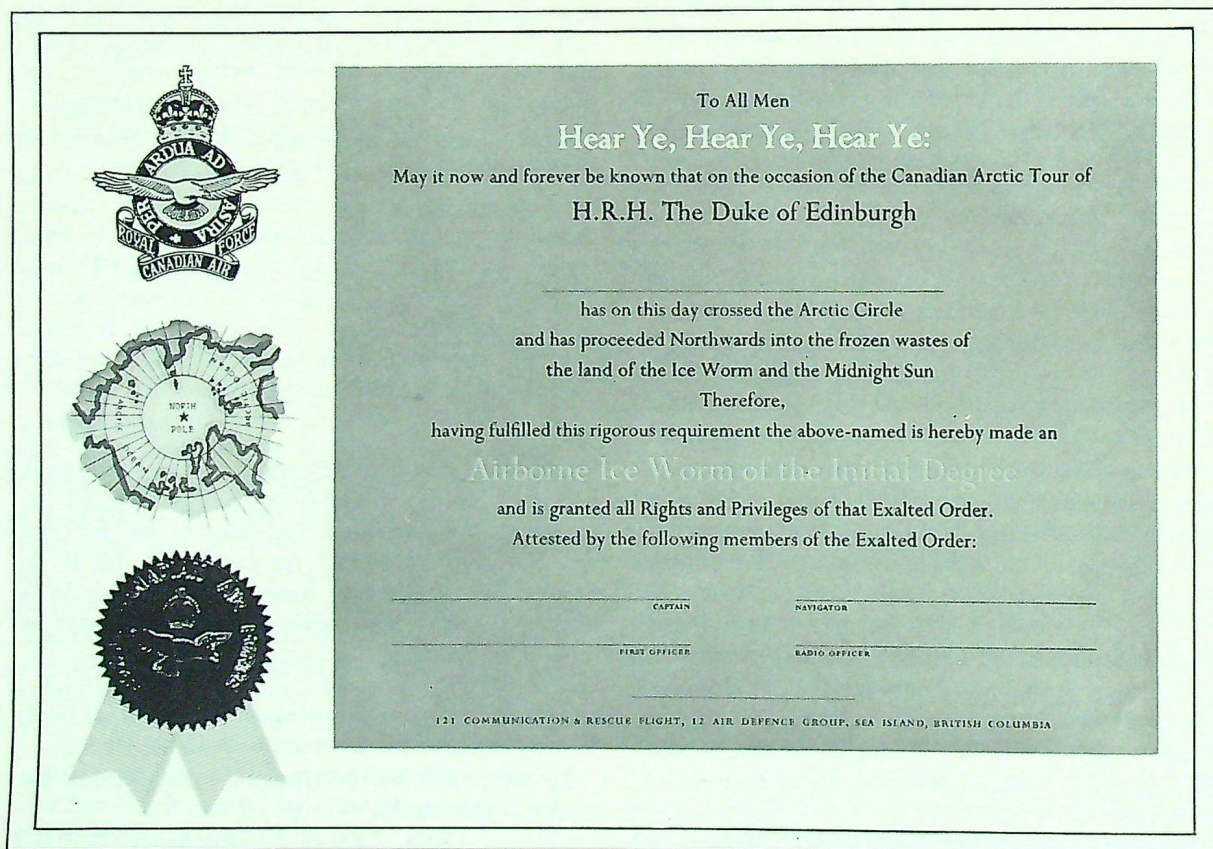 PER ARDUA AD ASTRA
ROYAL CANADIAN AIR FORCE
ARCTIC
OCEAN
NORTH
POLE
To All Men
Hear Ye, Hear Ye, Hear Ye:
May it now and forever be known that on the occasion of the Canadian Arctic Tour of
H.R.H. The Duke of Edinburgh
has on this day crossed the Arctic Circle
and has proceeded Northwards into the frozen wastes of
the land of the Ice Worm and the Midnight Sun
Therefore,
having fulfilled this rigorous requirement the above-named is hereby made an
Airborne Ice Worm of the Initial Degree
and is granted all Rights and Privileges of that Exalted Order.
Attested by the following members of the Exalted Order:
CAPTAIN
NAVIGATOR
FIRST OFFICER
RADIO OFFICER
121 COMMUNICATION & RESCUE FLIGHT, 12 AIR DEFENCE GROUP, SEA ISLAND, BRITISH COLUMBIA